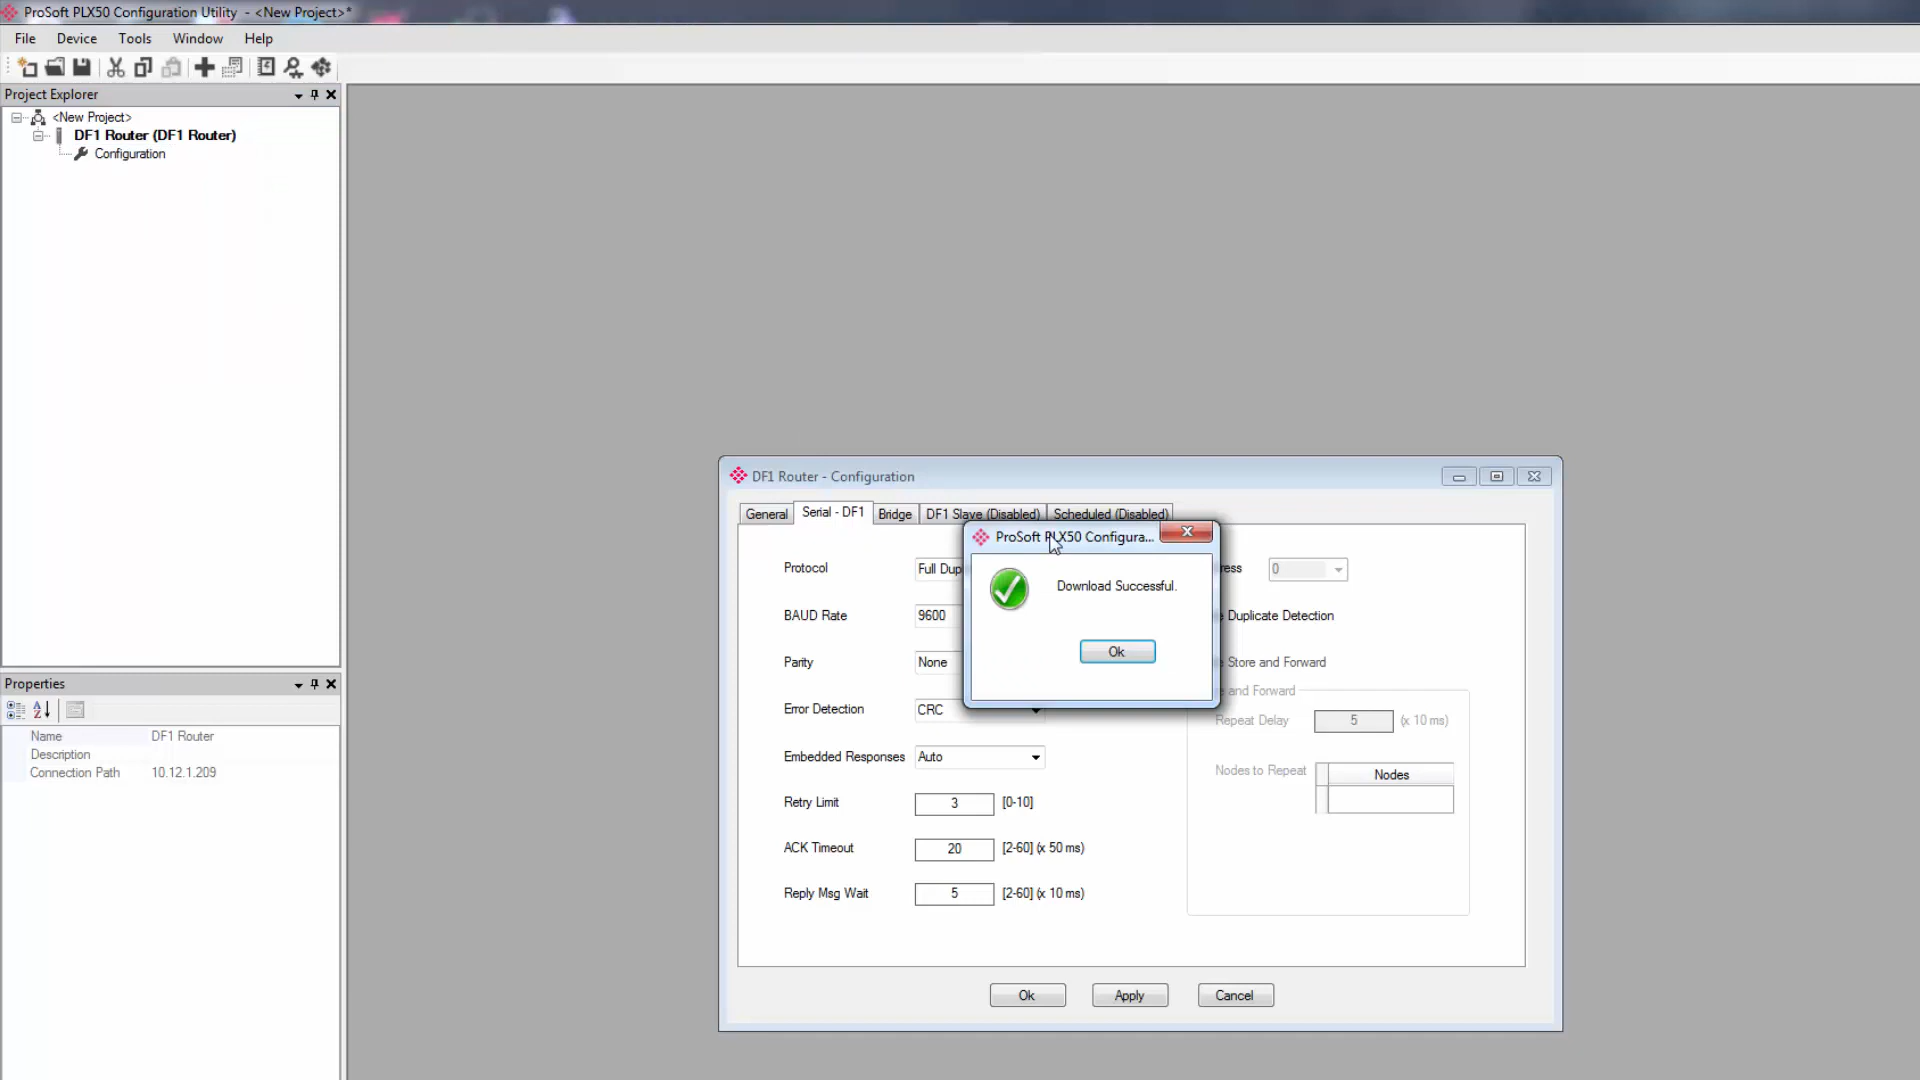 ProSoft PLX50 Configuration Utility - <New Project>*
File Device Tools Window Help
Project Explorer
<New Project>
DF1 Router (DF1 Router)
Configuration
Properties
Name DF1 Router
Description
Connection Path 10.12.1.209
DF1 Router - Configuration
General Serial - DF1 Bridge DF1 Slave (Disabled) Scheduled (Disabled)
ProSoft PLX50 Configura...
Download Successful.
Ok
Protocol Full Dup
BAUD Rate 9600
Parity None
Error Detection CRC
Embedded Responses Auto
Retry Limit 3 [0-10]
ACK Timeout 20 [2-60] (x 50 ms)
Reply Msg Wait 5 [2-60] (x 10 ms)
ress 0
Duplicate Detection
Store and Forward
and Forward
Repeat Delay 5 (x 10 ms)
Nodes to Repeat Nodes
Ok Apply Cancel